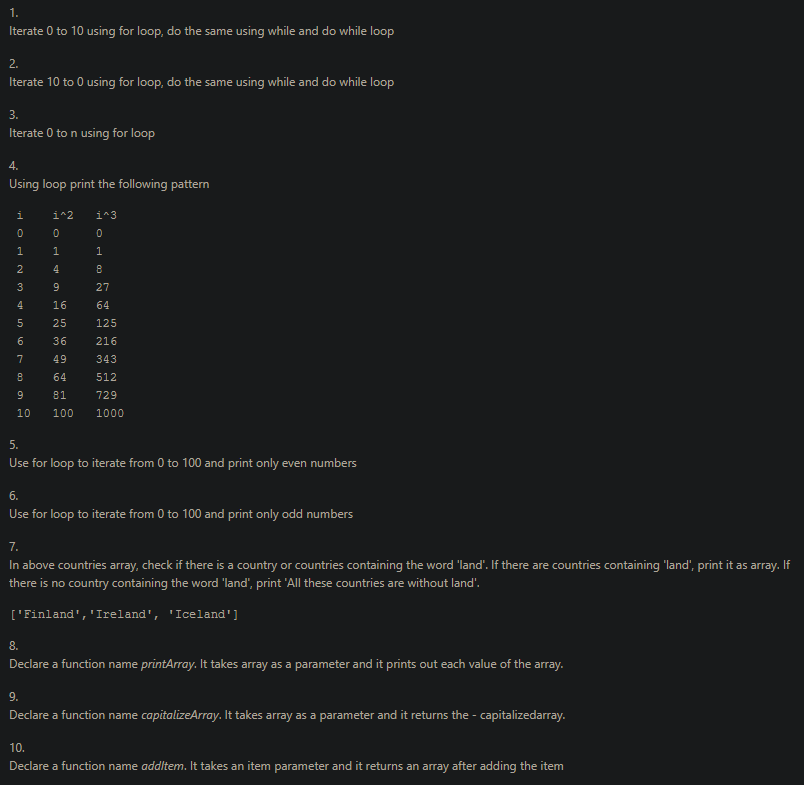 1.
Iterate 0 to 10 using for loop, do the same using while and do while loop
2.
Iterate 10 to 0 using for loop, do the same using while and do while loop
3.
Iterate 0 to n using for loop
4.
Using loop print the following pattern
i i^2 i^3
0 0 0
1 1 1
2 4 8
3 9 27
4 16 64
5 25 125
6 36 216
7 49 343
8 64 512
9 81 729
10 100 1000
5.
Use for loop to iterate from 0 to 100 and print only even numbers
6.
Use for loop to iterate from 0 to 100 and print only odd numbers
7.
In above countries array, check if there is a country or countries containing the word 'land'. If there are countries containing 'land', print it as array. If
there is no country containing the word 'land', print 'All these countries are without land'.
['Finland','Ireland', 'Iceland']
8.
Declare a function name printArray. It takes array as a parameter and it prints out each value of the array.
9.
Declare a function name capitalizeArray. It takes array as a parameter and it returns the - capitalizedarray.
10.
Declare a function name addItem. It takes an item parameter and it returns an array after adding the item